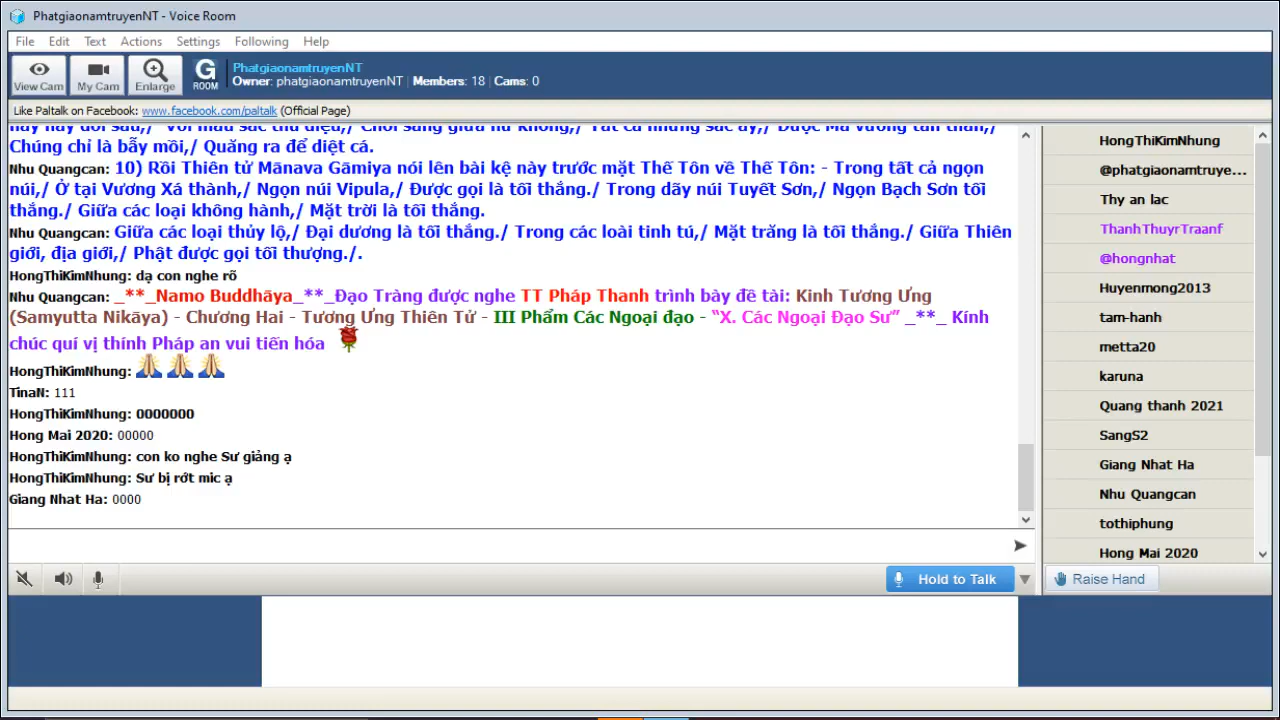 PhatgiaonamtruyenNT - Voice Room
File Edit Text Actions Settings Following Help
View Cam My Cam Enlarge G ROOM
PhatgiaonamtruyenNT
Owner: phatgiaonamtruyenNT | Members: 18 | Cams: 0
Like Paltalk on Facebook: www.facebook.com/paltalk (Official Page)
Chúng chỉ là bẫy mồi,/ Quăng ra để diệt cá.
Nhu Quangcan: 10) Rồi Thiên tử Mānava Gāmiya nói lên bài kệ này trước mặt Thế Tôn về Thế Tôn: - Trong tất cả ngọn
núi,/ Ở tại Vương Xá thành,/ Ngọn núi Vipula,/ Được gọi là tối thắng./ Trong dãy núi Tuyết Sơn,/ Ngọn Bạch Sơn tối
thắng./ Giữa các loại không hành,/ Mặt trời là tối thắng.
Nhu Quangcan: Giữa các loại thủy lộ,/ Đại dương là tối thắng./ Trong các loài tinh tú,/ Mặt trăng là tối thắng./ Giữa Thiên
giới, địa giới,/ Phật được gọi tối thượng./.
HongThiKimNhung: dạ con nghe rõ
Nhu Quangcan: _**_Namo Buddhāya_**_Đạo Tràng được nghe TT Pháp Thanh trình bày đề tài: Kinh Tương Ưng
(Samyutta Nikāya) - Chương Hai - Tương Ưng Thiên Tử - III Phẩm Các Ngoại đạo - “X. Các Ngoại Đạo Sư” _**_ Kính
chúc quí vị thính Pháp an vui tiến hóa
HongThiKimNhung:
TinaN: 111
HongThiKimNhung: 0000000
Hong Mai 2020: 00000
HongThiKimNhung: con ko nghe Sư giảng ạ
HongThiKimNhung: Sư bị rớt mic ạ
Giang Nhat Ha: 0000
Hold to Talk
HongThiKimNhung
@phatgiaonamtruye...
Thy an lac
ThanhThuyrTraanf
@hongnhat
Huyenmong2013
tam-hanh
metta20
karuna
Quang thanh 2021
SangS2
Giang Nhat Ha
Nhu Quangcan
tothiphung
Hong Mai 2020
Raise Hand